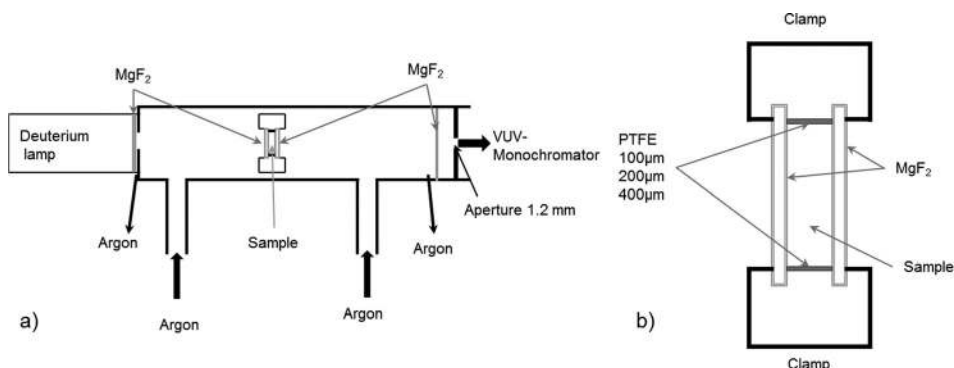 a)
MgF₂
MgF₂
Deuterium
lamp
VUV-
Monochromator
Aperture 1.2 mm
Argon
Sample
Argon
Argon
Argon
b)
Clamp
PTFE
100µm
200µm
400µm
MgF₂
Sample
Clamp